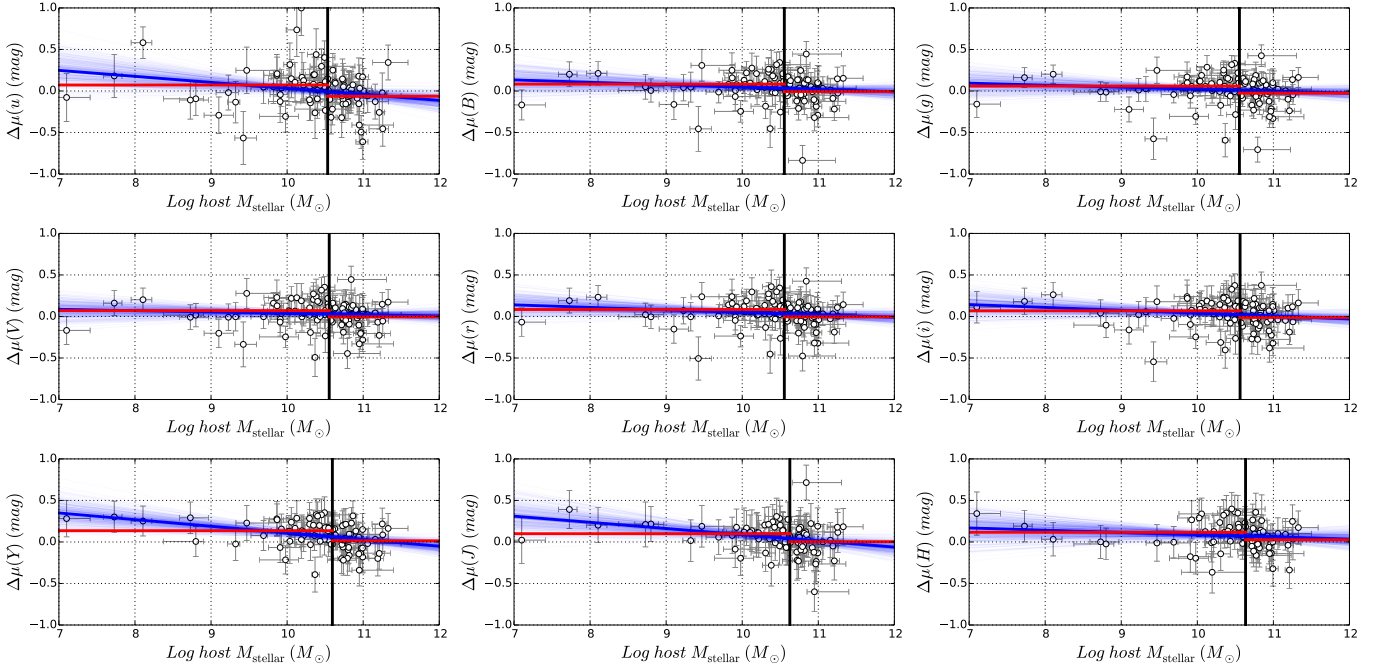 1.0
0.5
0.0
−0.5
−1.0
Δμ(u) (mag)
7 8 9 10 11 12
Log host M_stellar (M_⊙)
1.0
0.5
0.0
−0.5
−1.0
Δμ(B) (mag)
7 8 9 10 11 12
Log host M_stellar (M_⊙)
1.0
0.5
0.0
−0.5
−1.0
Δμ(g) (mag)
7 8 9 10 11 12
Log host M_stellar (M_⊙)
1.0
0.5
0.0
−0.5
−1.0
Δμ(V) (mag)
7 8 9 10 11 12
Log host M_stellar (M_⊙)
1.0
0.5
0.0
−0.5
−1.0
Δμ(r) (mag)
7 8 9 10 11 12
Log host M_stellar (M_⊙)
1.0
0.5
0.0
−0.5
−1.0
Δμ(i) (mag)
7 8 9 10 11 12
Log host M_stellar (M_⊙)
1.0
0.5
0.0
−0.5
−1.0
Δμ(Y) (mag)
7 8 9 10 11 12
Log host M_stellar (M_⊙)
1.0
0.5
0.0
−0.5
−1.0
Δμ(J) (mag)
7 8 9 10 11 12
Log host M_stellar (M_⊙)
1.0
0.5
0.0
−0.5
−1.0
Δμ(H) (mag)
7 8 9 10 11 12
Log host M_stellar (M_⊙)